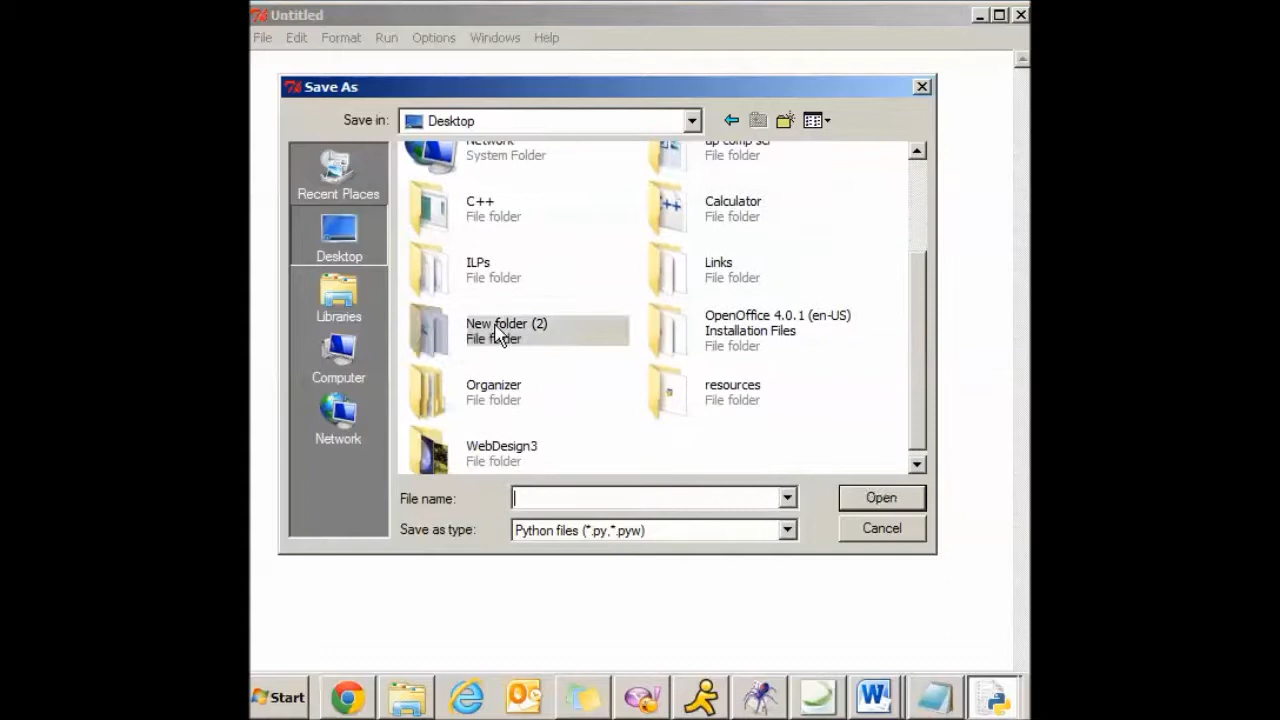 Untitled
File Edit Format Run Options Windows Help
Save As
Save in: Desktop
Recent Places
Desktop
Libraries
Computer
Network
Network
System Folder
ap comp sci
File folder
C++
File folder
Calculator
File folder
ILPs
File folder
Links
File folder
New folder (2)
File folder
OpenOffice 4.0.1 (en-US)
Installation Files
File folder
Organizer
File folder
resources
File folder
WebDesign3
File folder
File name:
Open
Save as type: Python files (*.py,*.pyw)
Cancel
Start